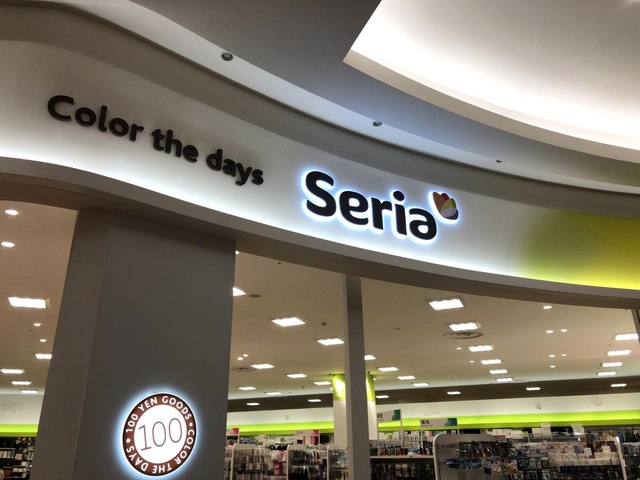 Color the days
Seria
100 YEN GOODS • COLOR THE DAYS •
100